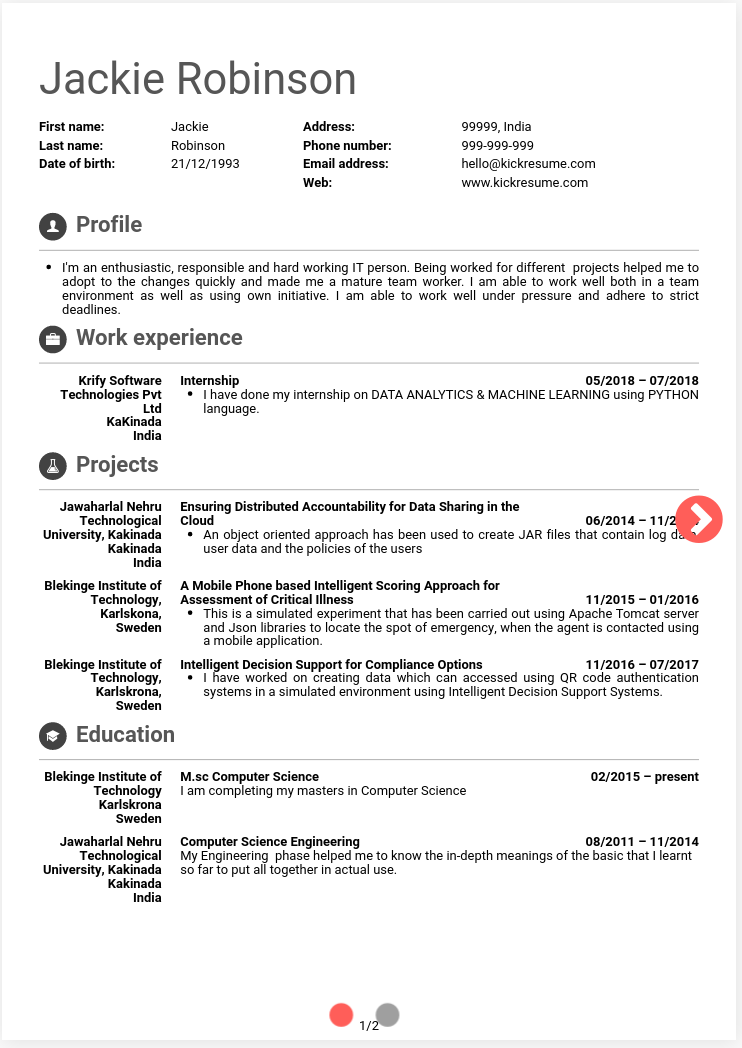 Jackie Robinson
First name: Jackie Address: 99999, India
Last name: Robinson Phone number: 999-999-999
Date of birth: 21/12/1993 Email address: hello@kickresume.com
Web: www.kickresume.com
Profile
• I'm an enthusiastic, responsible and hard working IT person. Being worked for different projects helped me to
adopt to the changes quickly and made me a mature team worker. I am able to work well both in a team
environment as well as using own initiative. I am able to work well under pressure and adhere to strict
deadlines.
Work experience
Krify Software
Technologies Pvt
Ltd
KaKinada
India
Internship 05/2018 – 07/2018
• I have done my internship on DATA ANALYTICS & MACHINE LEARNING using PYTHON
language.
Projects
Jawaharlal Nehru
Technological
University, Kakinada
Kakinada
India
Ensuring Distributed Accountability for Data Sharing in the
Cloud 06/2014 –
• An object oriented approach has been used to create JAR files that contain log
user data and the policies of the users
Blekinge Institute of
Technology,
Karlskona,
Sweden
A Mobile Phone based Intelligent Scoring Approach for
Assessment of Critical Illness 11/2015 – 01/2016
• This is a simulated experiment that has been carried out using Apache Tomcat server
and Json libraries to locate the spot of emergency, when the agent is contacted using
a mobile application.
Blekinge Institute of
Technology,
Karlskrona,
Sweden
Intelligent Decision Support for Compliance Options 11/2016 – 07/2017
• I have worked on creating data which can accessed using QR code authentication
systems in a simulated environment using Intelligent Decision Support Systems.
Education
Blekinge Institute of
Technology
Karlskrona
Sweden
M.sc Computer Science 02/2015 – present
I am completing my masters in Computer Science
Jawaharlal Nehru
Technological
University, Kakinada
Kakinada
India
Computer Science Engineering 08/2011 – 11/2014
My Engineering phase helped me to know the in-depth meanings of the basic that I learnt
so far to put all together in actual use.
1/2